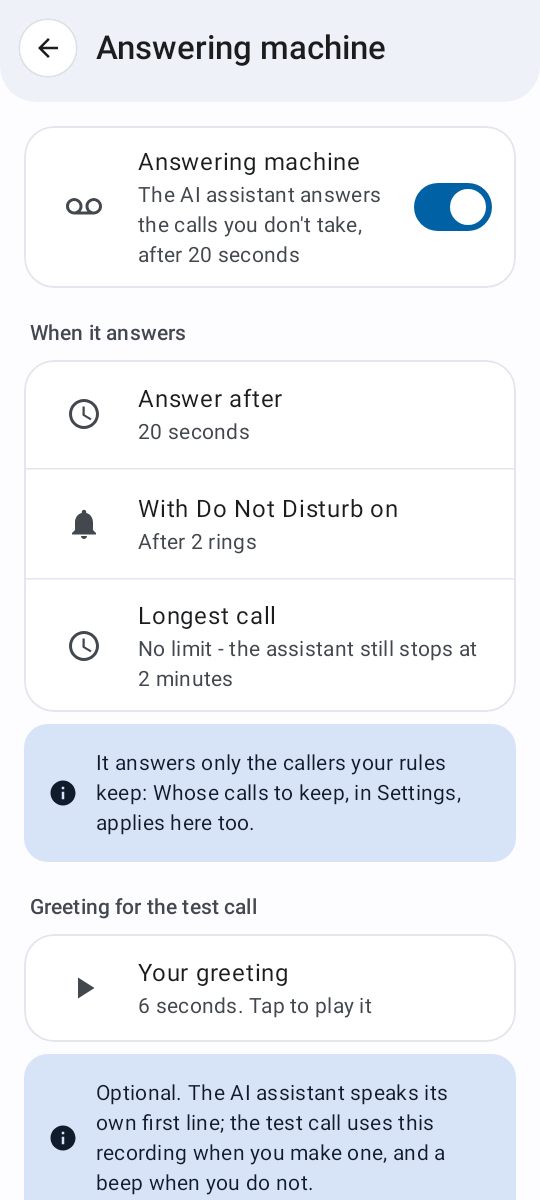 Answering machine
Answering machine
The AI assistant answers
the calls you don't take,
after 20 seconds
When it answers
Answer after
20 seconds
With Do Not Disturb on
After 2 rings
Longest call
No limit - the assistant still stops at
2 minutes
It answers only the callers your rules
keep: Whose calls to keep, in Settings,
applies here too.
Greeting for the test call
Your greeting
6 seconds. Tap to play it
Optional. The AI assistant speaks its
own first line; the test call uses this
recording when you make one, and a
beep when you do not.